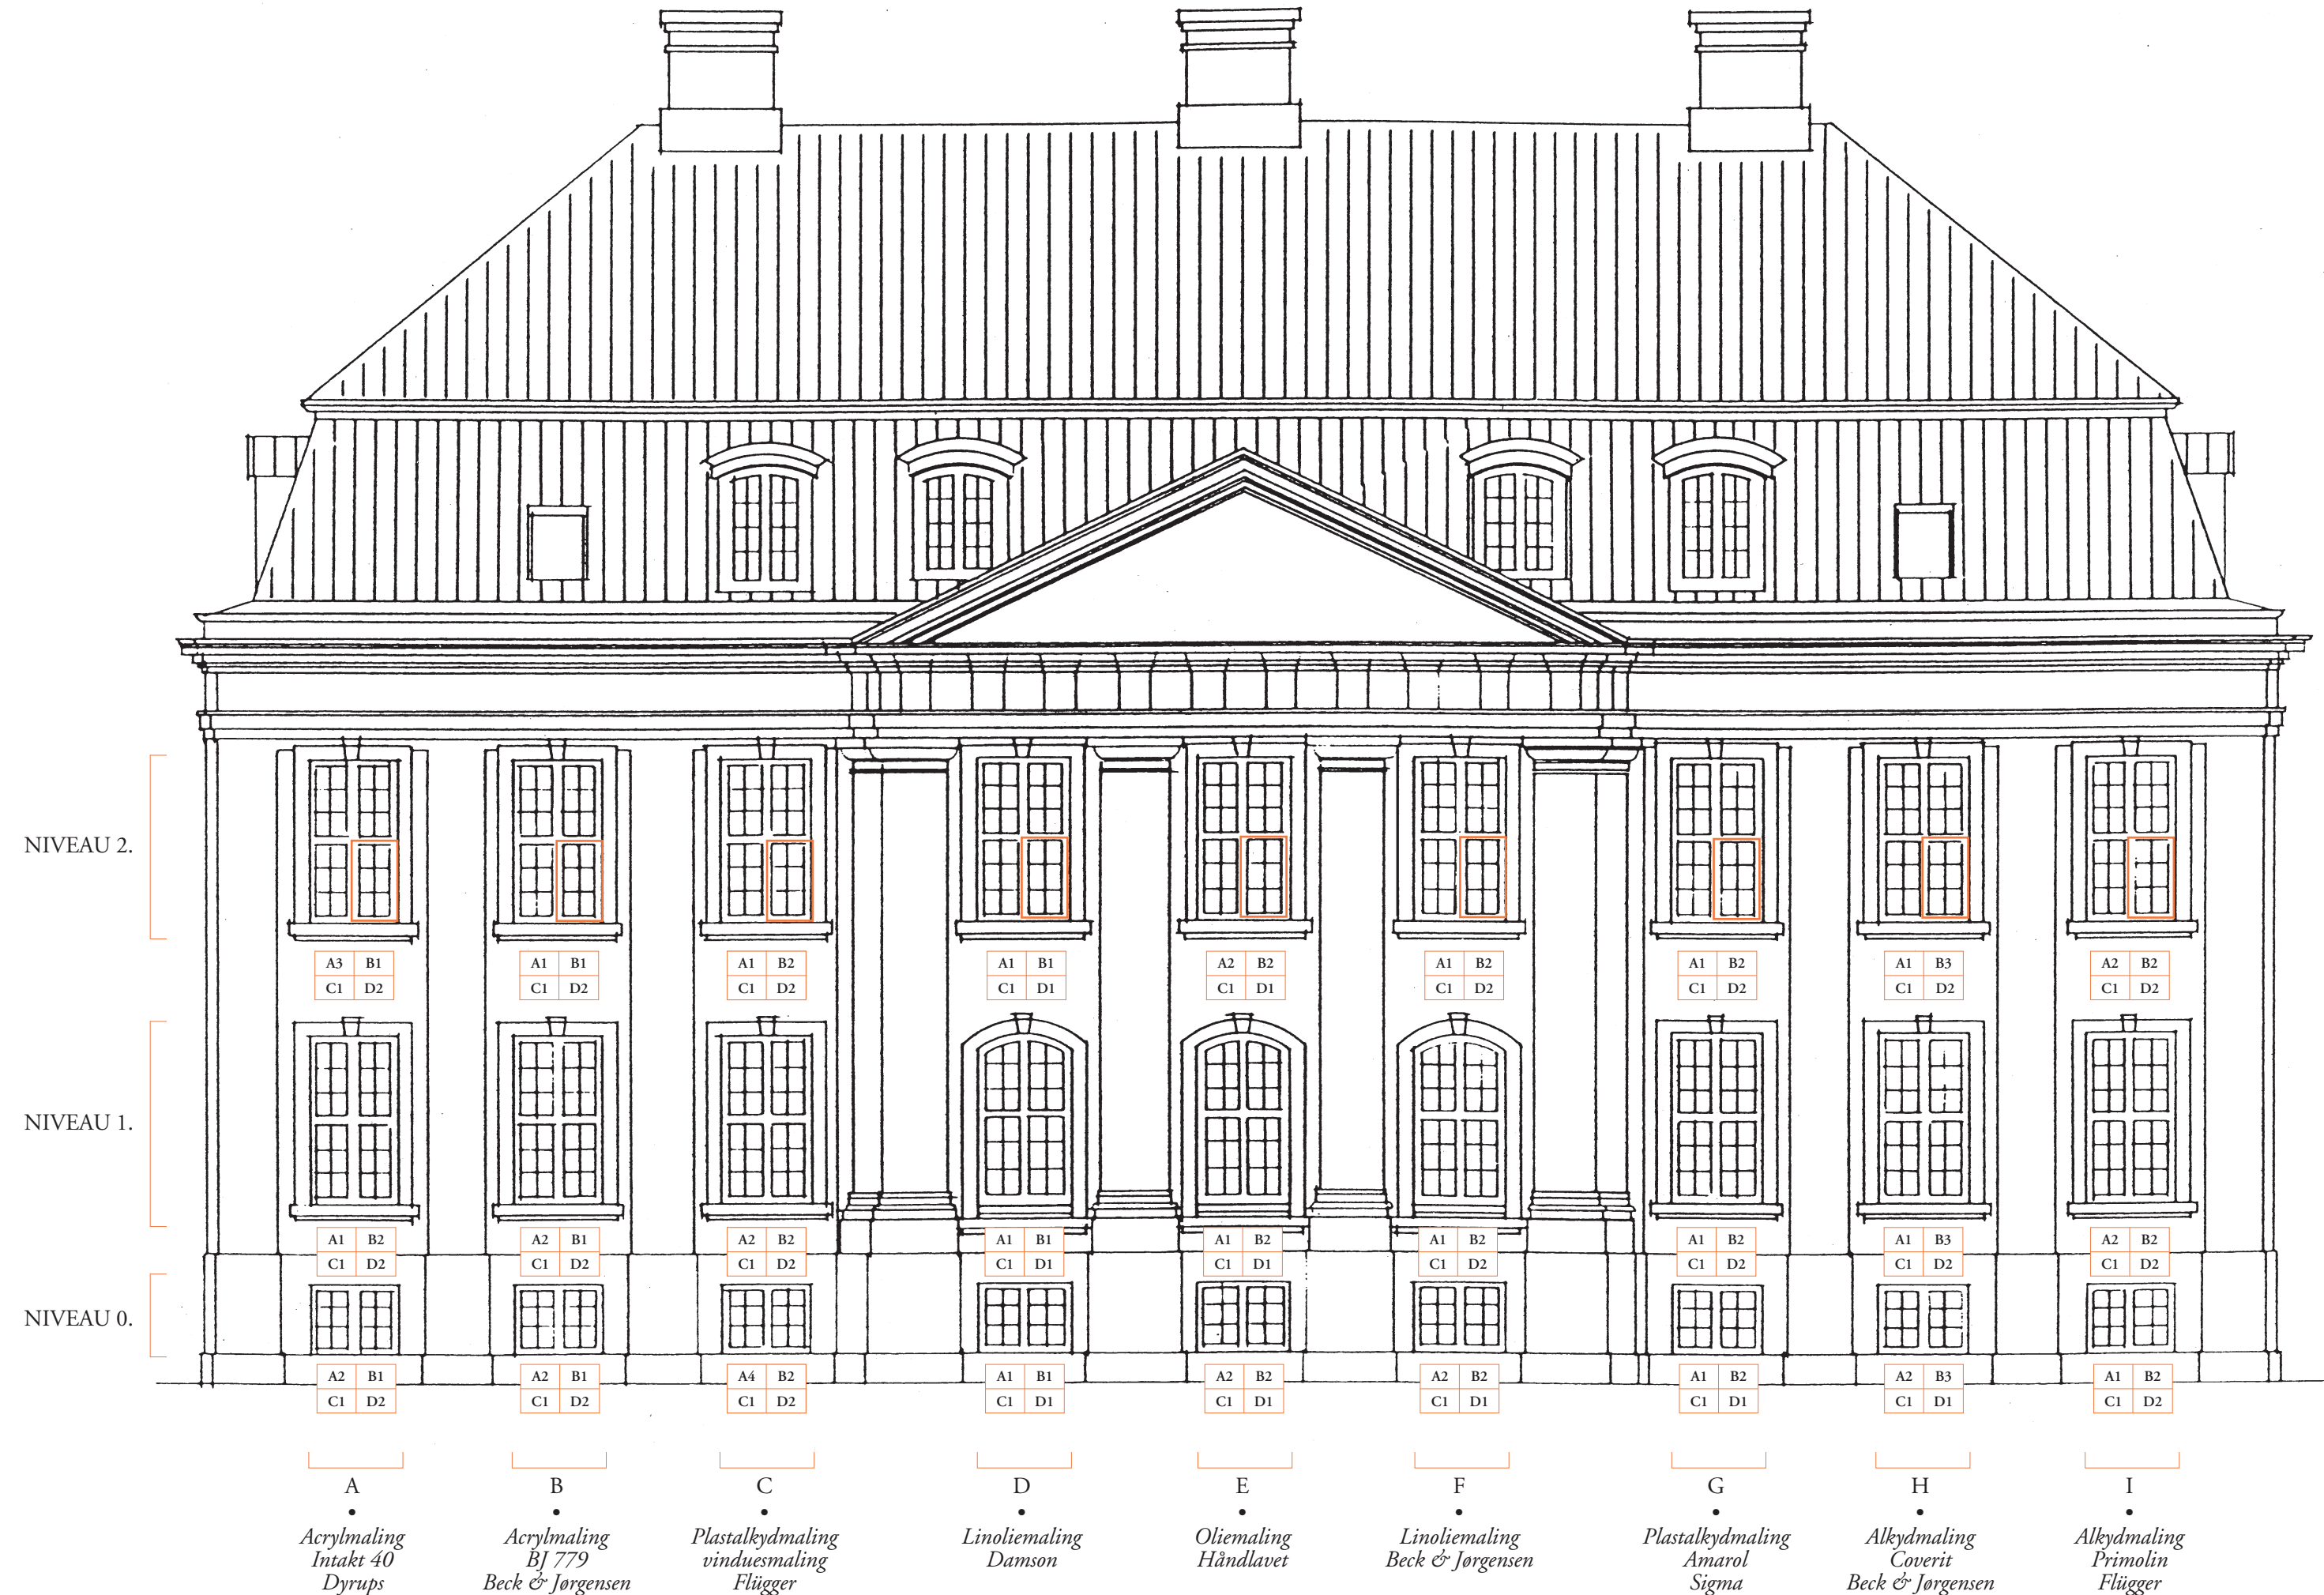 NIVEAU 2.
A3 B1 A1 B1 A1 B2 A1 B1 A2 B2 A1 B2 A1 B2 A1 B3 A2 B2
C1 D2 C1 D2 C1 D2 C1 D1 C1 D1 C1 D2 C1 D2 C1 D2 C1 D2
NIVEAU 1.
A1 B2 A2 B1 A2 B2 A1 B1 A1 B2 A1 B2 A1 B2 A1 B3 A2 B2
C1 D2 C1 D2 C1 D2 C1 D1 C1 D1 C1 D2 C1 D2 C1 D2 C1 D2
NIVEAU 0.
A2 B1 A2 B1 A4 B2 A1 B1 A2 B2 A2 B2 A1 B2 A2 B3 A1 B2
C1 D2 C1 D2 C1 D2 C1 D1 C1 D1 C1 D1 C1 D1 C1 D1 C1 D2
A
Acrylmaling
Intakt 40
Dyrups
B
Acrylmaling
BJ 779
Beck & Jørgensen
C
Plastalkydmaling
vinduesmaling
Flügger
D
Linoliemaling
Damson
E
Oliemaling
Håndlavet
F
Linoliemaling
Beck & Jørgensen
G
Plastalkydmaling
Amarol
Sigma
H
Alkydmaling
Coverit
Beck & Jørgensen
I
Alkydmaling
Primolin
Flügger